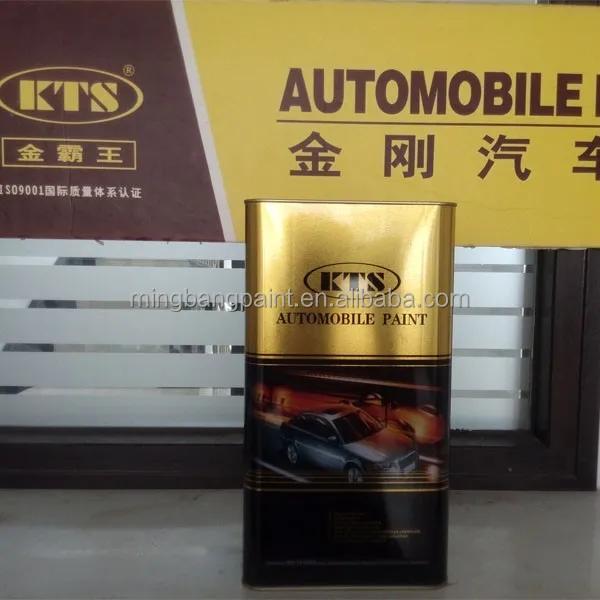 KTS®
金霸王
ISO9001国际质量体系认证
AUTOMOBILE
金刚汽车
KTS
mingbangpaint.en.alibaba.com
AUTOMOBILE PAINT